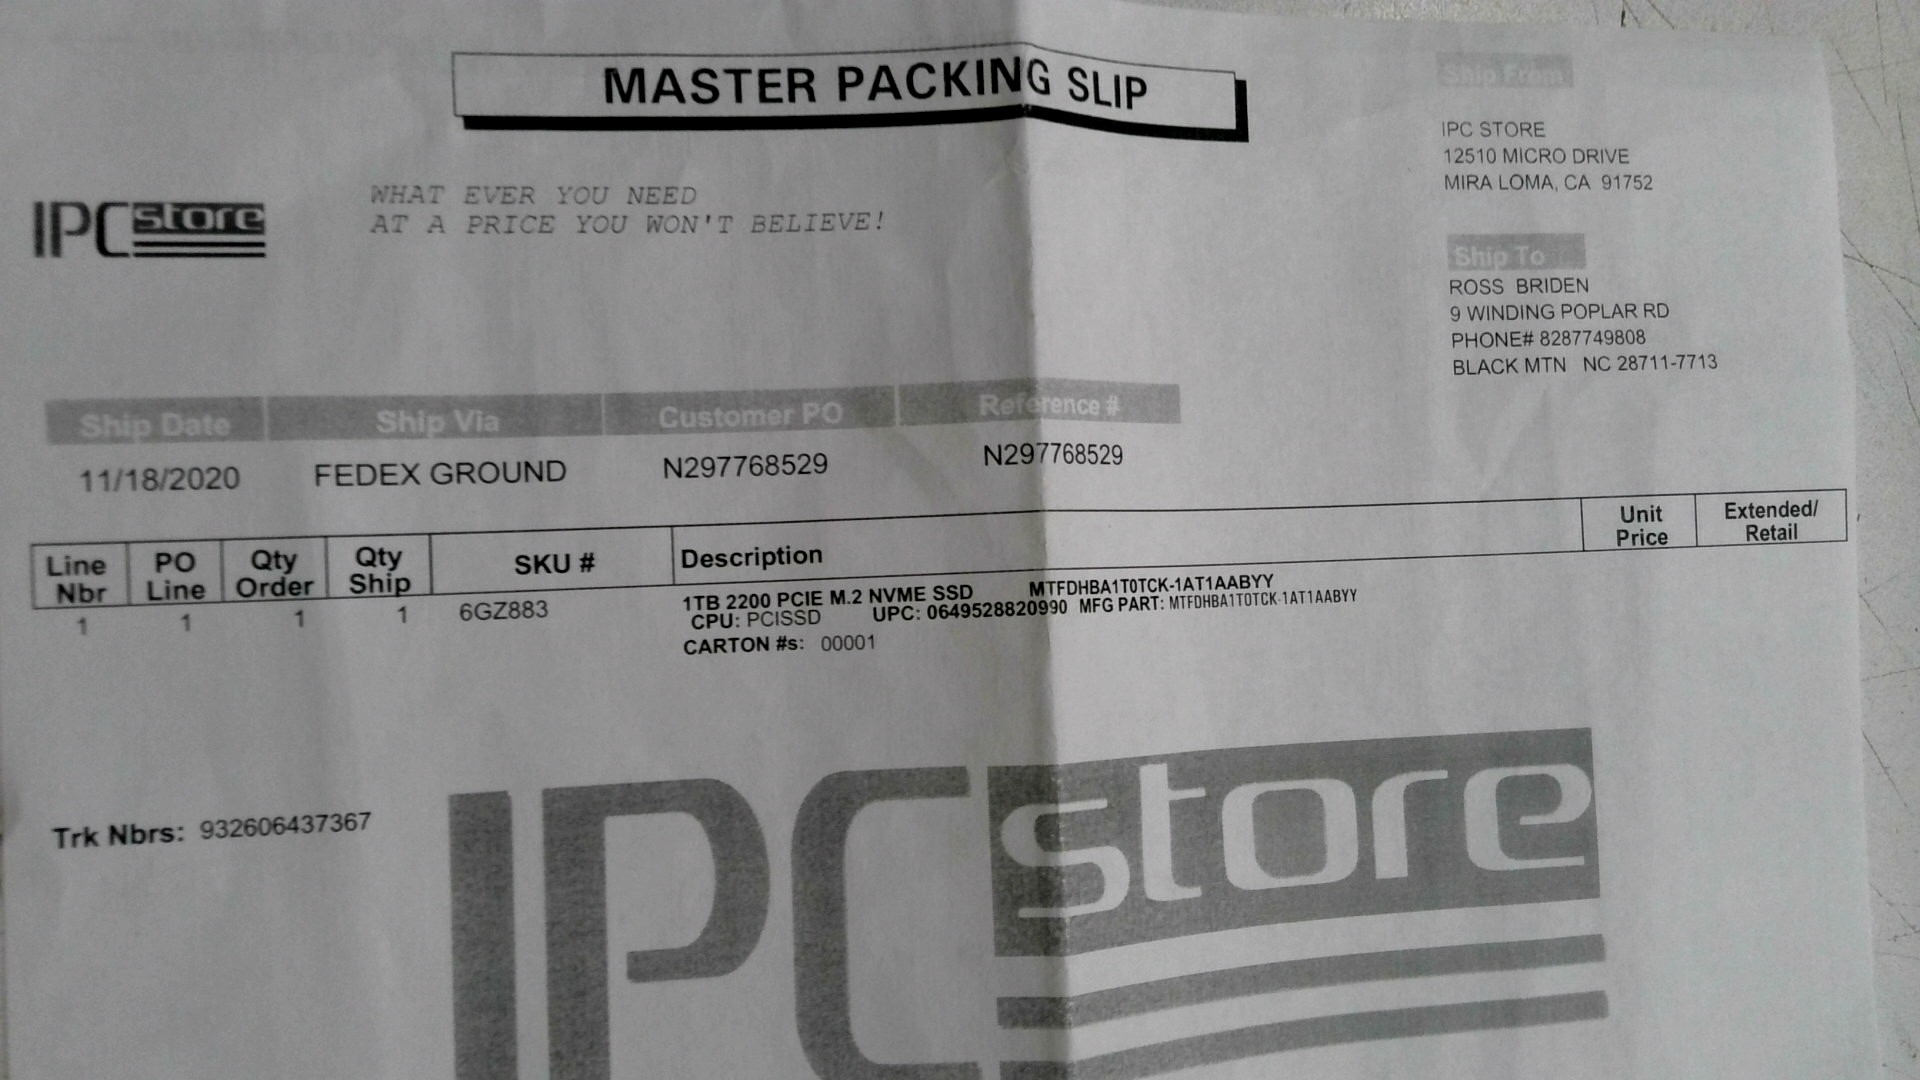 MASTER PACKING SLIP
Ship From
IPC STORE
12510 MICRO DRIVE
MIRA LOMA, CA 91752
IPC store
WHAT EVER YOU NEED
AT A PRICE YOU WON'T BELIEVE!
Ship To
ROSS BRIDEN
9 WINDING POPLAR RD
PHONE# 8287749808
BLACK MTN NC 28711-7713
Ship Date Ship Via Customer PO Reference #
11/18/2020 FEDEX GROUND N297768529 N297768529
Line Nbr PO Line Qty Order Qty Ship SKU # Description Unit Price Extended/ Retail
1 1 1 1 6GZ883 1TB 2200 PCIE M.2 NVME SSD MTFDHBA1T0TCK-1AT1AABYY
CPU: PCISSD UPC: 0649528820990 MFG PART: MTFDHBA1T0TCK-1AT1AABYY
CARTON #s: 00001
Trk Nbrs: 932606437367
IPC store